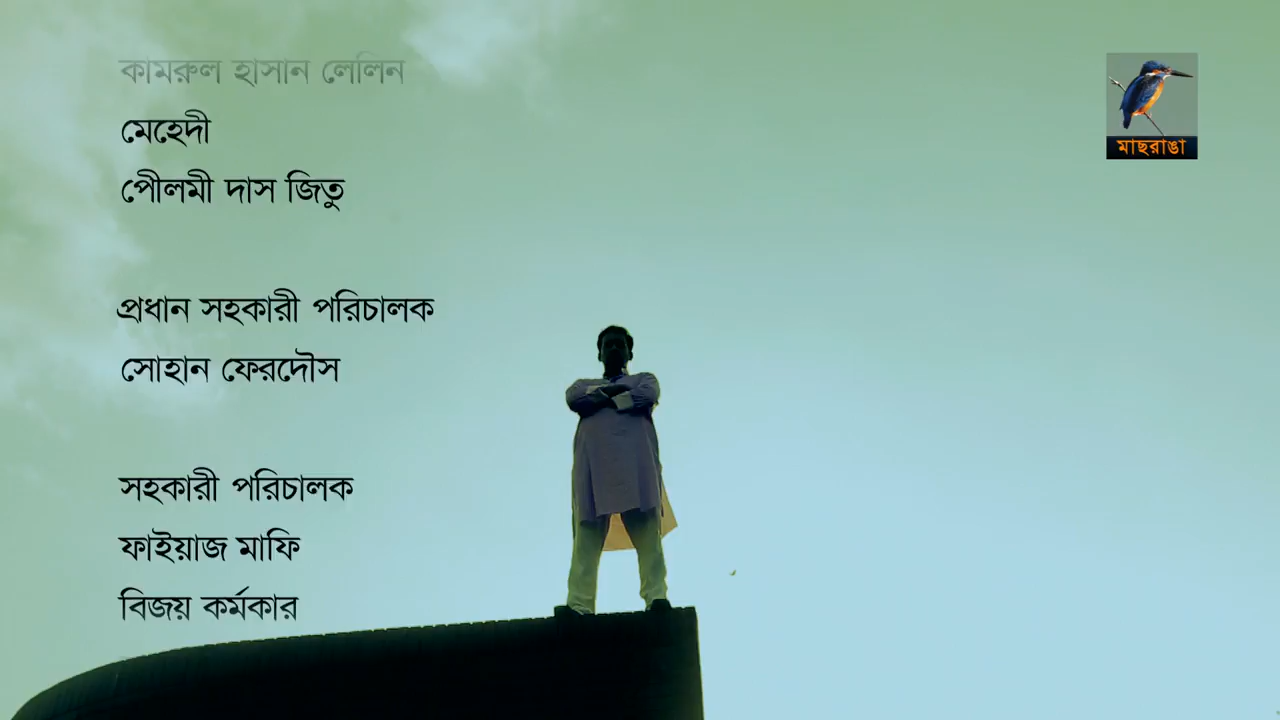 কামরুল হাসান লেলিন
মেহেদী
পৌলমী দাস জিতু
প্রধান সহকারী পরিচালক
সোহান ফেরদৌস
সহকারী পরিচালক
ফাইয়াজ মাফি
বিজয় কর্মকার
মাছরাঙা